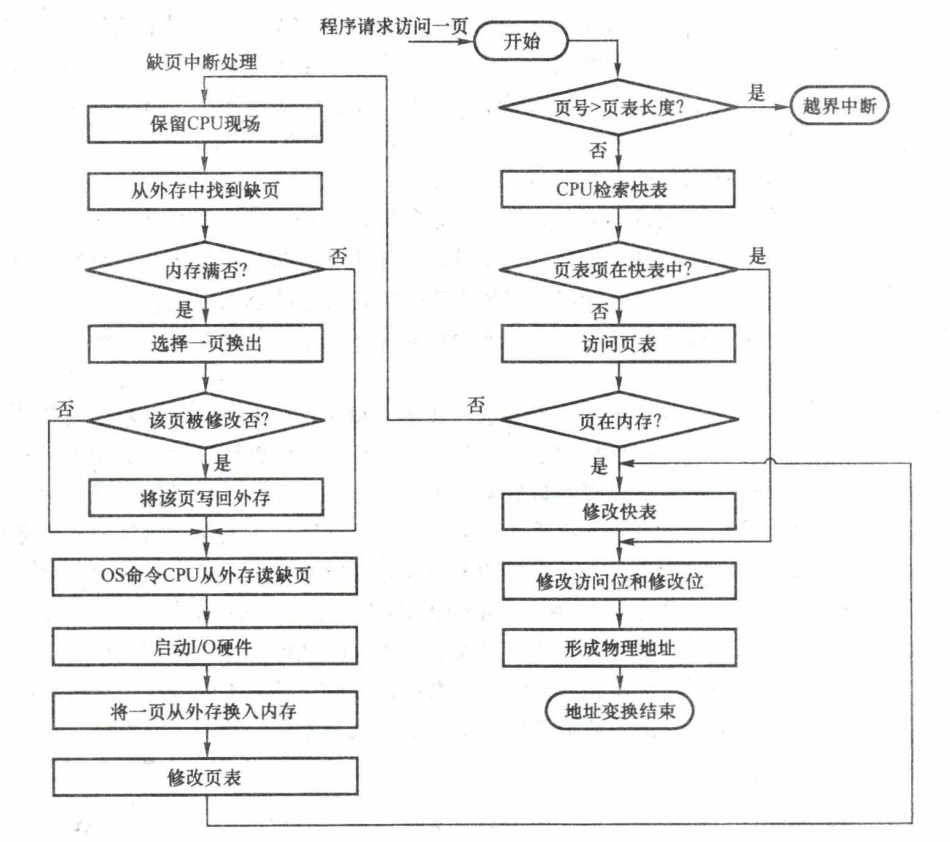 程序请求访问一页
开始
缺页中断处理
保留CPU现场
从外存中找到缺页
内存满否?
否
是
选择一页换出
该页被修改否?
否
是
将该页写回外存
OS命令CPU从外存读缺页
启动I/O硬件
将一页从外存换入内存
修改页表
页号>页表长度?
是
越界中断
否
CPU检索快表
页表项在快表中?
是
否
访问页表
页在内存?
否
是
修改快表
修改访问位和修改位
形成物理地址
地址变换结束